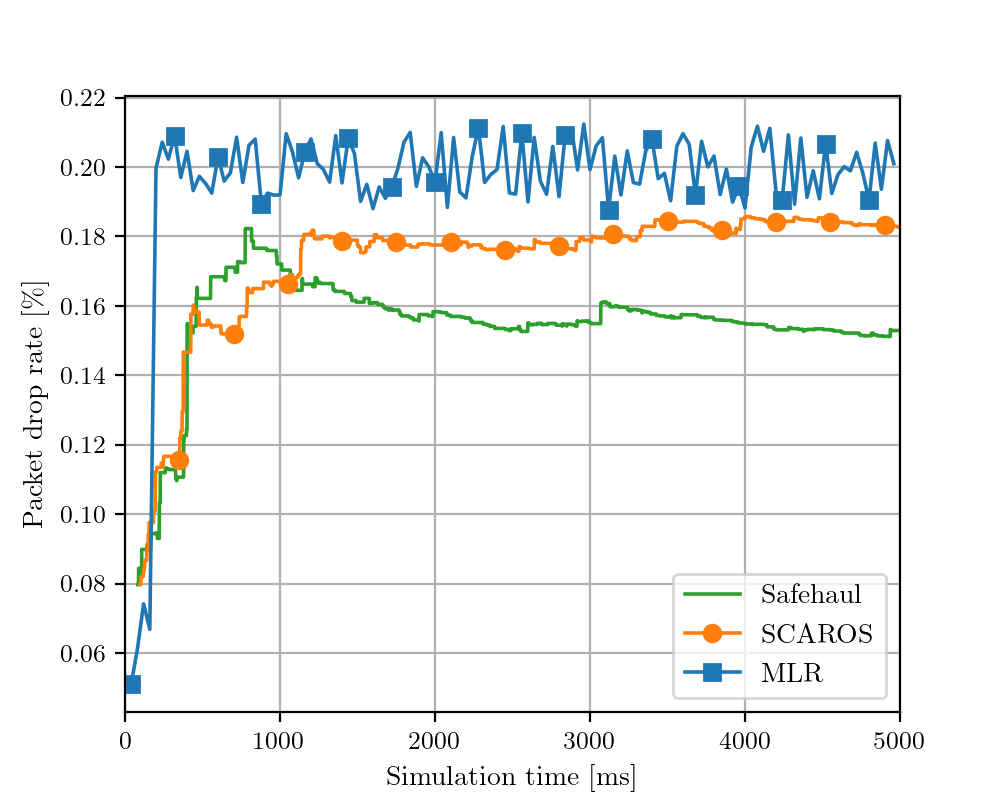 0.22
0.20
0.18
0.16
0.14
0.12
0.10
0.08
0.06
Packet drop rate [%]
Safehaul
SCAROS
MLR
0 1000 2000 3000 4000 5000
Simulation time [ms]